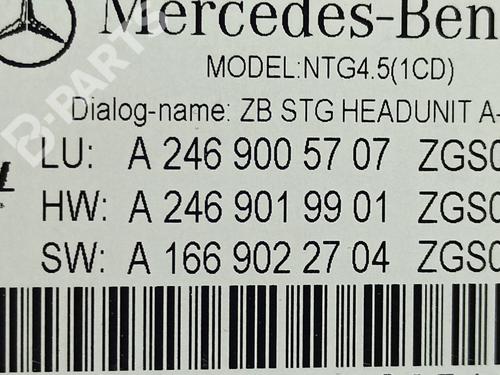 Mercedes-Ben
MODEL:NTG4.5(1CD)
Dialog-name: ZB STG HEADUNIT A-
LU: A 246 900 57 07 ZGS0
HW: A 246 901 99 01 ZGS0
SW: A 166 902 27 04 ZGS0
B-PARTS